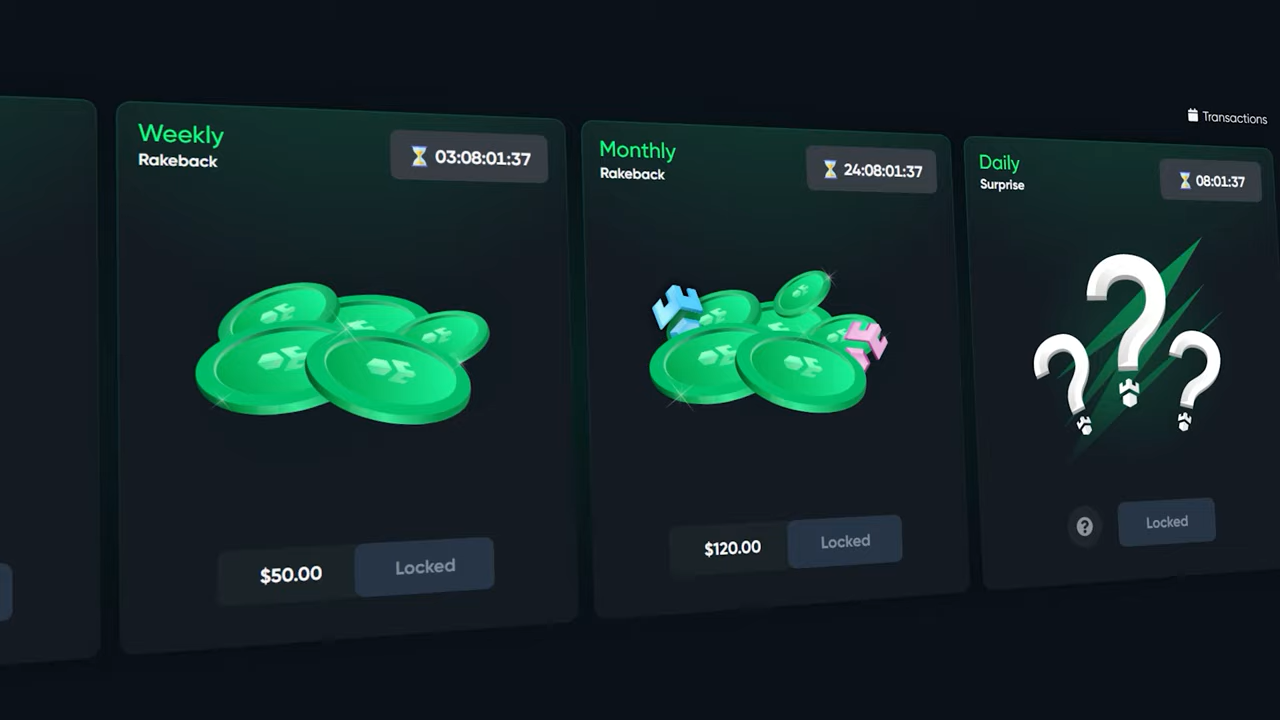 Transactions
Weekly
Rakeback
03:08:01:37
$50.00
Locked
Monthly
Rakeback
24:08:01:37
$120.00
Locked
Daily
Surprise
08:01:37
?
Locked